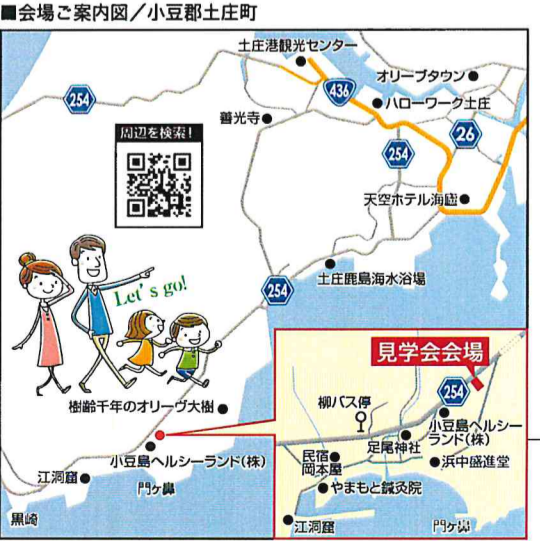 ■会場ご案内図／小豆郡土庄町
土庄港観光センター
オリーブタウン
254
436
ハローワーク土庄
善光寺
周辺を検索！
26
254
天空ホテル海廬
Let's go!
土庄鹿島海水浴場
254
見学会会場
254
樹齢千年のオリーヴ大樹
柳バス停
小豆島ヘルシー
ランド(株)
足尾神社
小豆島ヘルシーランド(株)
民宿
岡本屋
浜中盛進堂
江洞窟
門ヶ鼻
やまもと鍼灸院
黒崎
江洞窟
門ヶ鼻